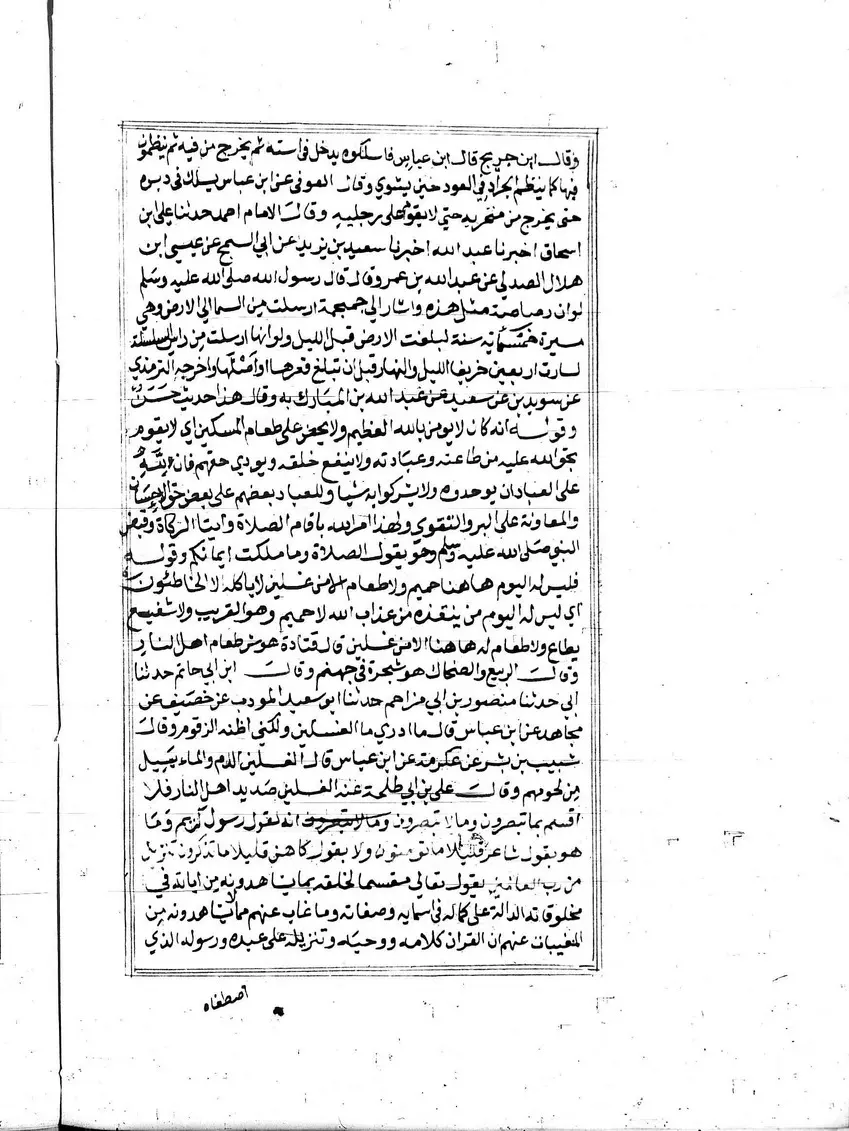 وقال ابن جريج قال ابن عباس فاسلكوه يدخل في استه ثم يخرج من فيه ثم ينظمون
فيها كما ينتظم الجراد في العود حين يشوي وقال العوفي عن ابن عباس يسلك في دبره
حتى يخرج من منخريه حتي لا يقوم علي رجليه وقال الامام احمد حدثنا علي ابن
اسحاق اخبرنا عبد الله اخبرنا سعيد بن يزيد عن ابي السمح عن عيسى ابن
هلال الصدلي عن عبد الله بن عمرو قال قال رسول الله صلى الله عليه وسلم
لو ان رصاصة مثل هذه واشار الي جمجمة ارسلت من السما الي الارض وهي
مسيرة خمسماية سنة لبلغت الارض قبل الليل ولو انها ارسلت من راس السلسلة
لسارت اربعين خريفا الليل والنهار قبل ان تبلغ قعرها او اصلها واخرجه الترمذي
عن سويد بن عن سعيد عن عبد الله بن المبارك به وقال هذا حديث حسن
وقوله انه كان لا يومن بالله العظيم ولا يحض على طعام المسكين اي لا يقوم
بحق الله عليه من طاعته وعبادته ولا ينفع خلقه ويودي حقهم فان لله
على العباد ان يوحدوه ولا يشركوا به شيا وللعباد بعضهم على بعض حق الاحسان
والمعاونة على البر والتقوي ولهذا امر الله باقام الصلاة وايتا الزكاة وقبض
النبي صلى الله عليه وسلم وهو يقول الصلاة وما ملكت ايمانكم وقوله
فليس له اليوم هاهنا حميم ولا طعام الا من غسلين لا ياكله الا الخاطئون
اي ليس له اليوم من ينقذه من عذاب الله لا حميم وهو القريب ولا شفيع
يطاع ولا طعام له هاهنا الا من غسلين قال قتادة هو شر طعام اهل النار
وقال الربيع والضحاك هو شجرة في جهنم وقال ابن ابي حاتم حدثنا
ابي حدثنا منصور بن ابي مزاحم حدثنا ابو سعيد المودب عن خصيف عن
مجاهد عن ابن عباس قال ما ادري ما الغسلين ولكني اظنه الزقوم وقال
شبيب بن بشر عن عكرمة عن ابن عباس قال الغسلين الدم والماء يسيل
من لحومهم وقال علي بن ابي طلحة عنه الغسلين صديد اهل النار فلا
اقسم بما تبصرون وما لا تبصرون وما لا تبصرون انه لقول رسول كريم وما
هو بقول شاعر قليلا ما تومنون ولا بقول كاهن قليلا ما تذكرون تنزيل
من رب العالمين يقول تعالي مقسما لخلقه بما يشاهدونه من اياته في
مخلوقاته الدالة على كماله في اسمايه وصفاته وما غاب عنهم مما لا يشاهدونه من
المغيبات عنهم ان القران كلامه ووحيه وتنزيله على عبده ورسوله الذي
اصطفاه